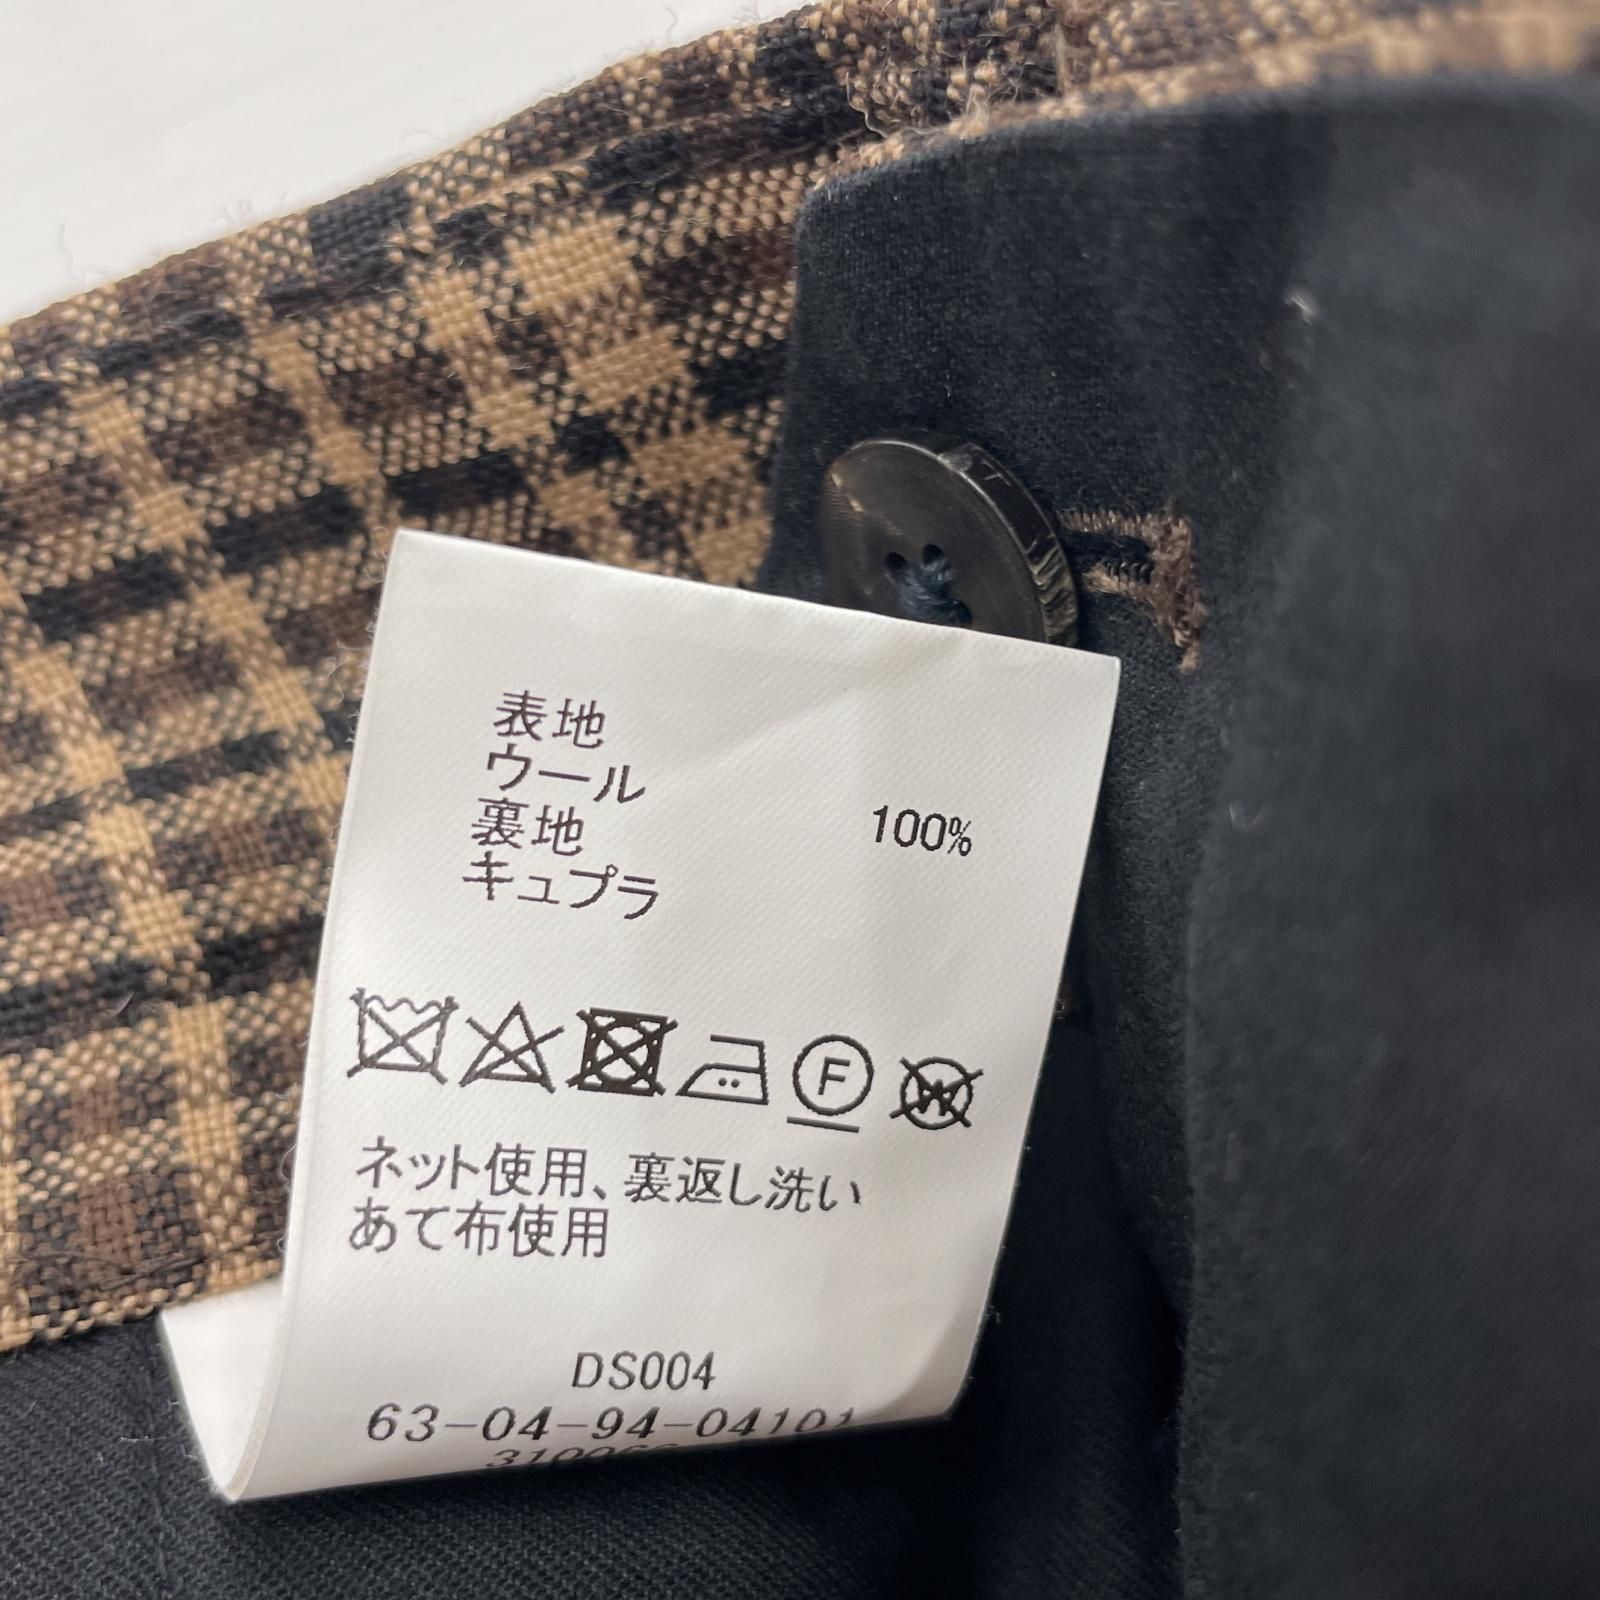 表地
ウール 100%
裏地
キュプラ
F
W
ネット使用、裏返し洗い
あて布使用
DS004
63-04-94-04101